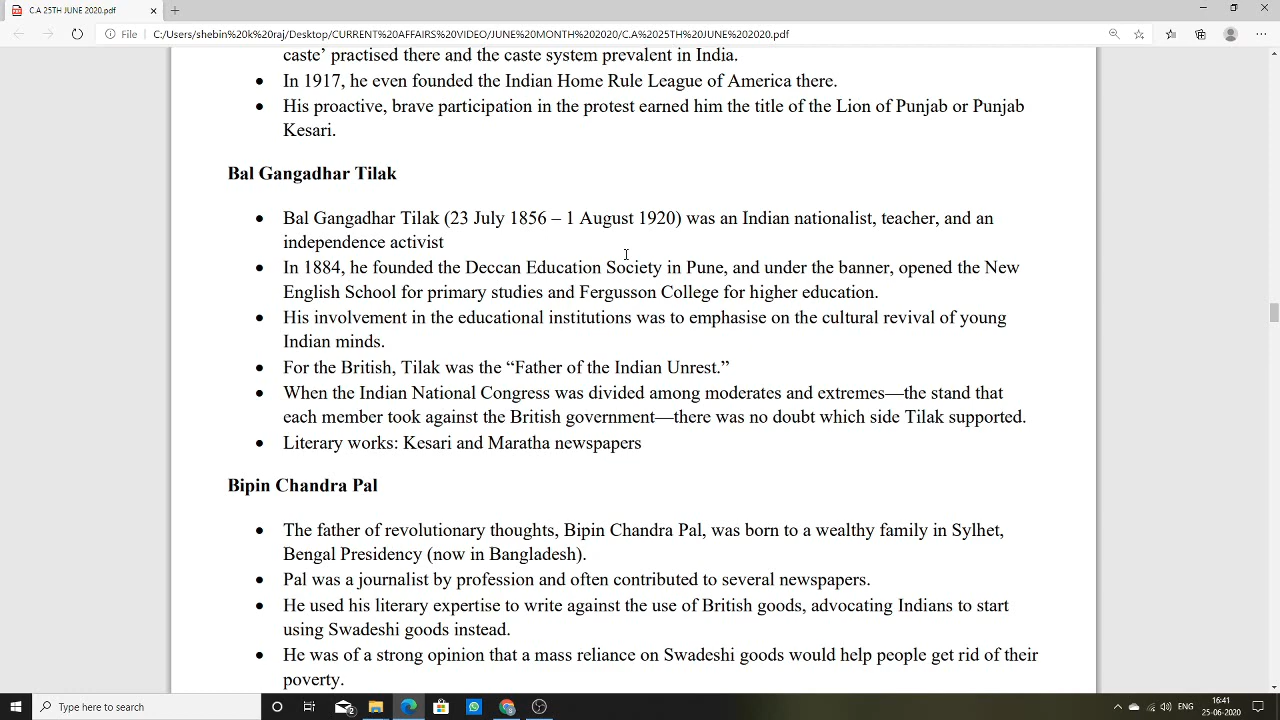 C.A 25TH JUNE 2020.pdf
File
C:/Users/shebin%20k%20raj/Desktop/CURRENT%20AFFAIRS%20VIDEO/JUNE%20MONTH%202020/C.A%2025TH%20JUNE%202020.pdf
caste’ practised there and the caste system prevalent in India.
• In 1917, he even founded the Indian Home Rule League of America there.
• His proactive, brave participation in the protest earned him the title of the Lion of Punjab or Punjab
Kesari.
Bal Gangadhar Tilak
• Bal Gangadhar Tilak (23 July 1856 – 1 August 1920) was an Indian nationalist, teacher, and an
independence activist
• In 1884, he founded the Deccan Education Society in Pune, and under the banner, opened the New
English School for primary studies and Fergusson College for higher education.
• His involvement in the educational institutions was to emphasise on the cultural revival of young
Indian minds.
• For the British, Tilak was the “Father of the Indian Unrest.”
• When the Indian National Congress was divided among moderates and extremes—the stand that
each member took against the British government—there was no doubt which side Tilak supported.
• Literary works: Kesari and Maratha newspapers
Bipin Chandra Pal
• The father of revolutionary thoughts, Bipin Chandra Pal, was born to a wealthy family in Sylhet,
Bengal Presidency (now in Bangladesh).
• Pal was a journalist by profession and often contributed to several newspapers.
• He used his literary expertise to write against the use of British goods, advocating Indians to start
using Swadeshi goods instead.
• He was of a strong opinion that a mass reliance on Swadeshi goods would help people get rid of their
poverty.
Type here to search
ENG
16:41
25-06-2020